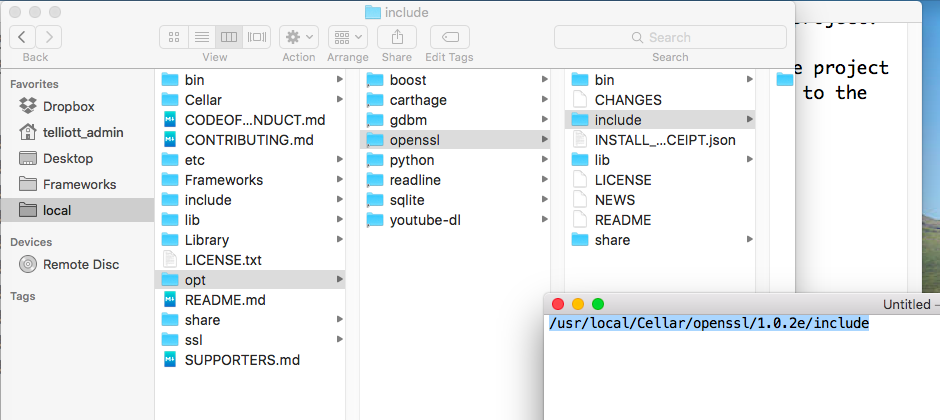 include
roject.
Back
View
Action
Arrange
Share
Edit Tags
Search
Search
e project
to the
Favorites
Dropbox
telliott_admin
Desktop
Frameworks
local
Devices
Remote Disc
Tags
bin
Cellar
CODEOF...NDUCT.md
CONTRIBUTING.md
etc
Frameworks
include
lib
Library
LICENSE.txt
opt
README.md
share
ssl
SUPPORTERS.md
boost
carthage
gdbm
openssl
python
readline
sqlite
youtube-dl
bin
CHANGES
include
INSTALL_...CEIPT.json
lib
LICENSE
NEWS
README
share
Untitled —
/usr/local/Cellar/openssl/1.0.2e/include